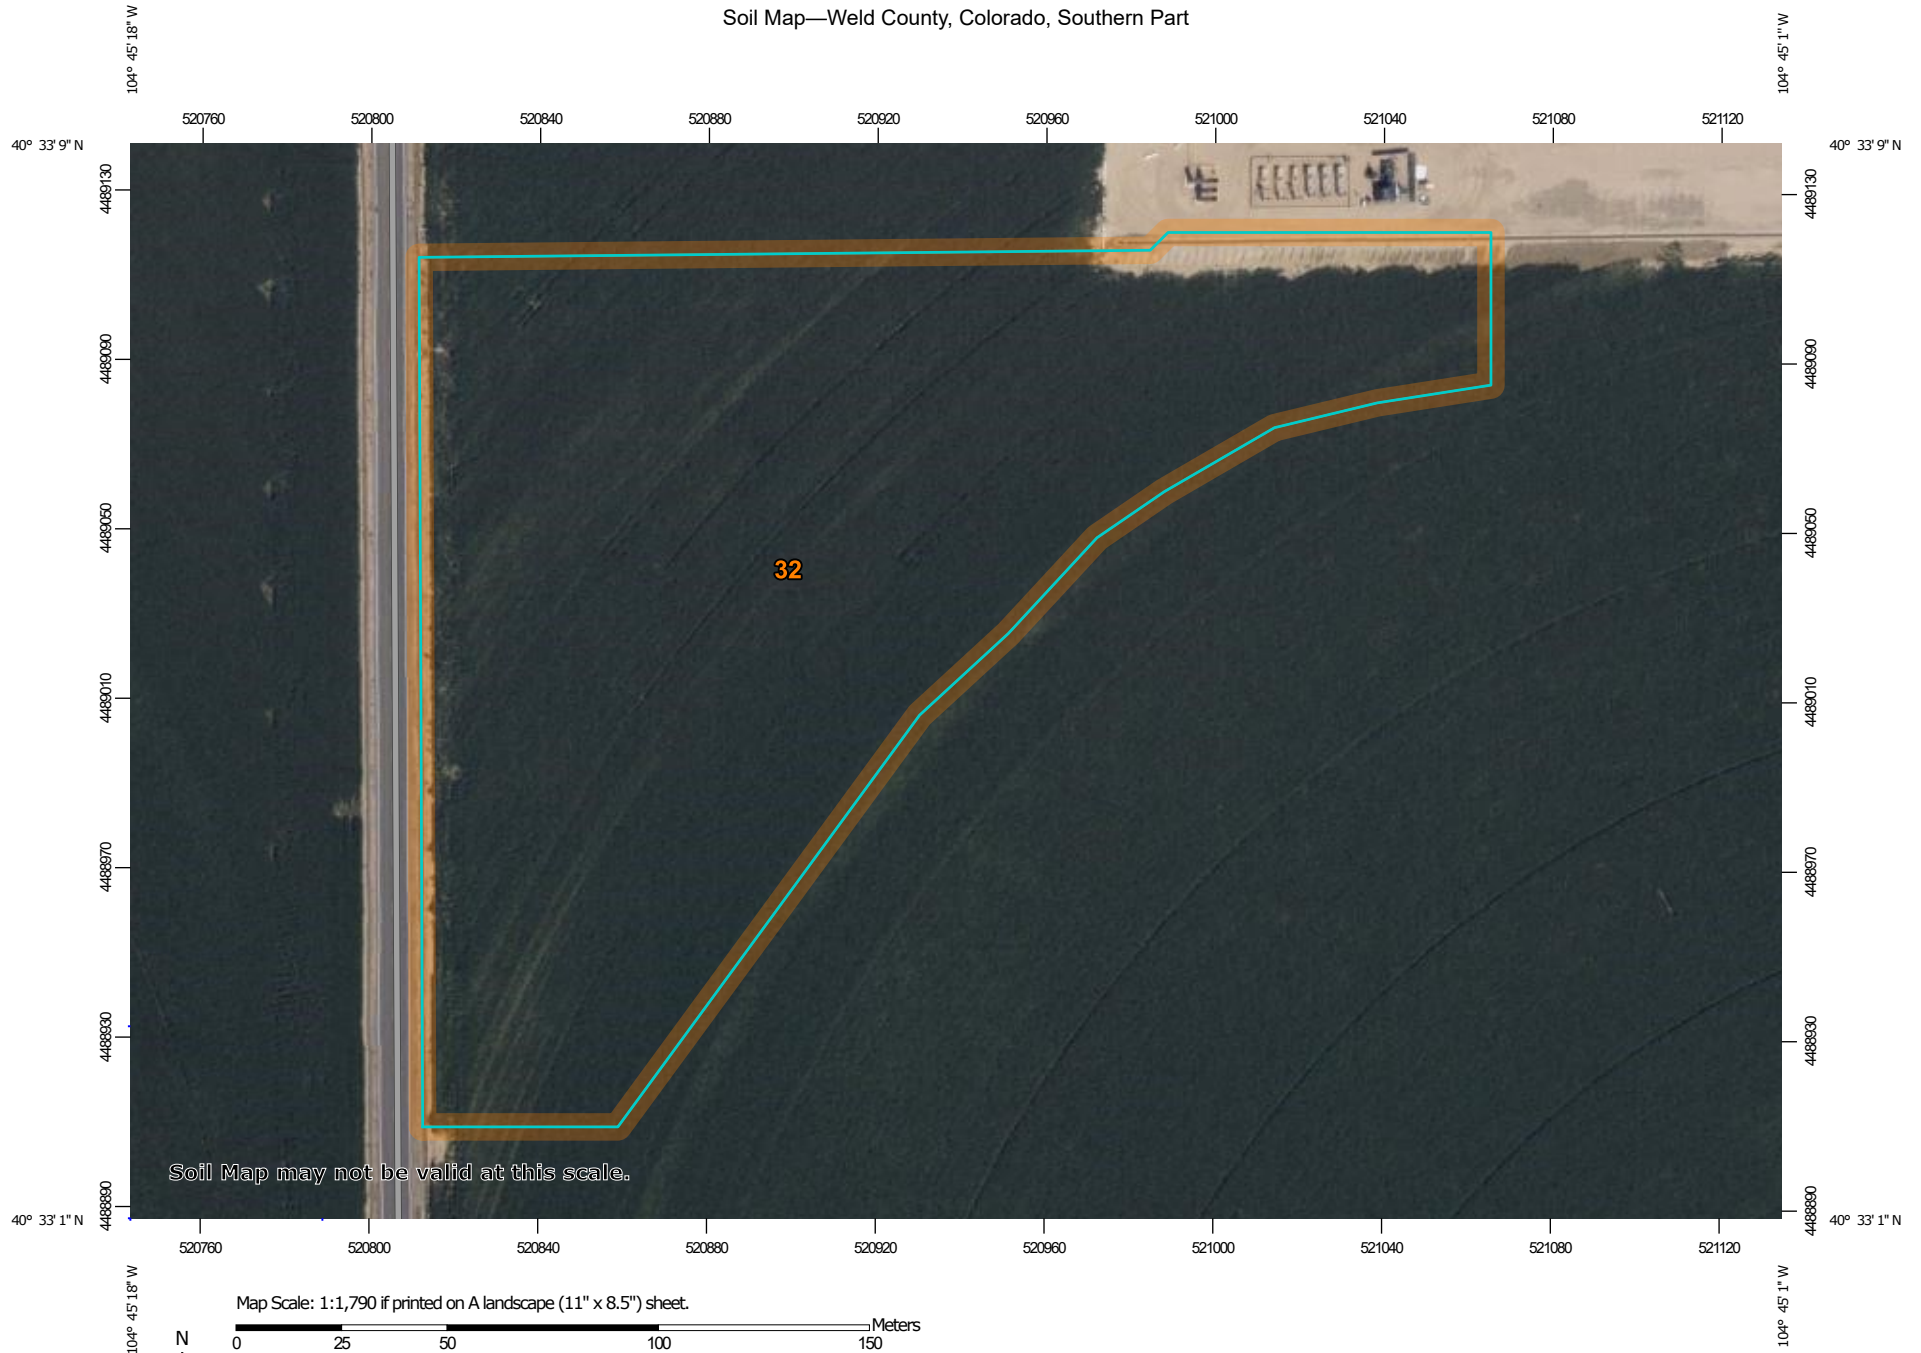 Soil Map—Weld County, Colorado, Southern Part
104° 45' 18" W
104° 45' 1" W
520760 520800 520840 520880 520920 520960 521000 521040 521080 521120
40° 33' 9" N
40° 33' 9" N
4489130
4489090
4489050
4489010
4488970
4488930
4488890
4489130
4489090
4489050
4489010
4488970
4488930
4488890
32
Soil Map may not be valid at this scale.
40° 33' 1" N
40° 33' 1" N
520760 520800 520840 520880 520920 520960 521000 521040 521080 521120
104° 45' 18" W
104° 45' 1" W
Map Scale: 1:1,790 if printed on A landscape (11" x 8.5") sheet.
Meters
N
0 25 50 100 150